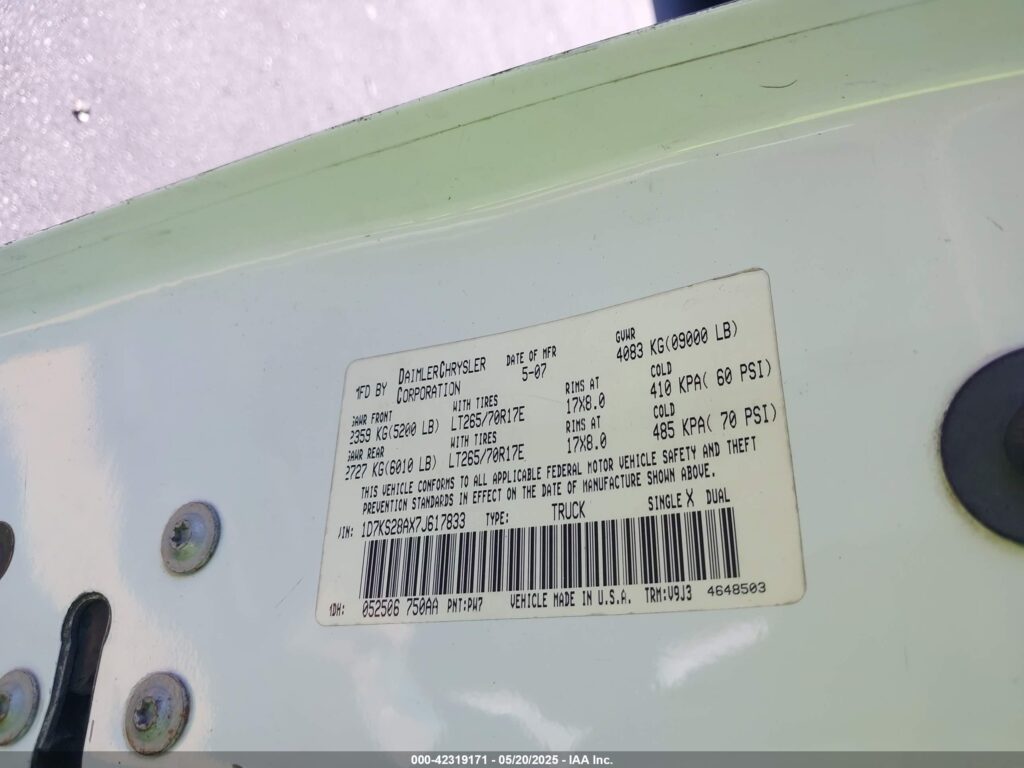 MFD BY DAIMLERCHRYSLER CORPORATION DATE OF MFR 5-07 GVWR 4083 KG(09000 LB)
GAWR FRONT WITH TIRES RIMS AT COLD
2359 KG(5200 LB) LT265/70R17E 17X8.0 410 KPA( 60 PSI)
GAWR REAR WITH TIRES RIMS AT COLD
2727 KG(6010 LB) LT265/70R17E 17X8.0 485 KPA( 70 PSI)
THIS VEHICLE CONFORMS TO ALL APPLICABLE FEDERAL MOTOR VEHICLE SAFETY AND THEFT
PREVENTION STANDARDS IN EFFECT ON THE DATE OF MANUFACTURE SHOWN ABOVE.
VIN: 1D7KS28AX7J617833 TYPE: TRUCK SINGLE X DUAL
MDH: 052506 750AA PNT:PW7 VEHICLE MADE IN U.S.A. TRM:V9J3 4648503
000-42319171 - 05/20/2025 - IAA Inc.